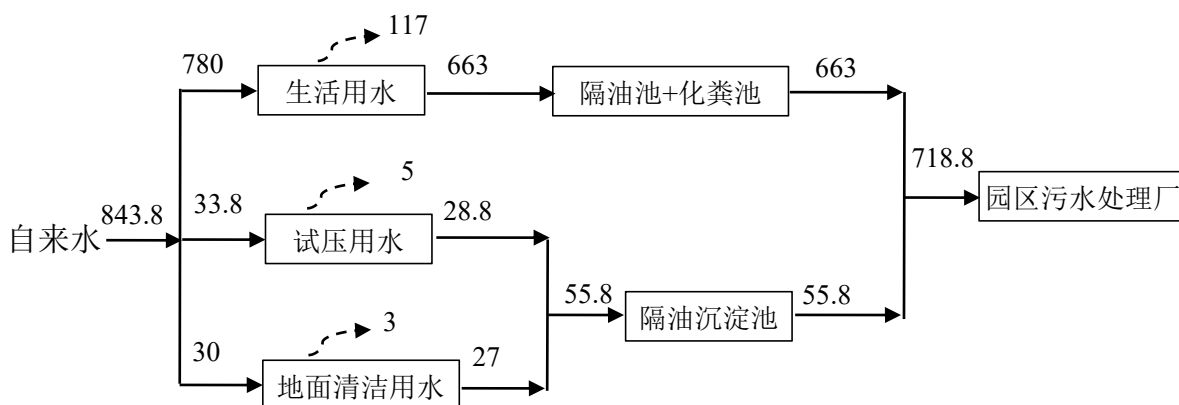 117
780
生活用水
663
隔油池+化粪池
663
718.8
园区污水处理厂
自来水
843.8
33.8
5
试压用水
28.8
55.8
隔油沉淀池
55.8
30
3
地面清洁用水
27